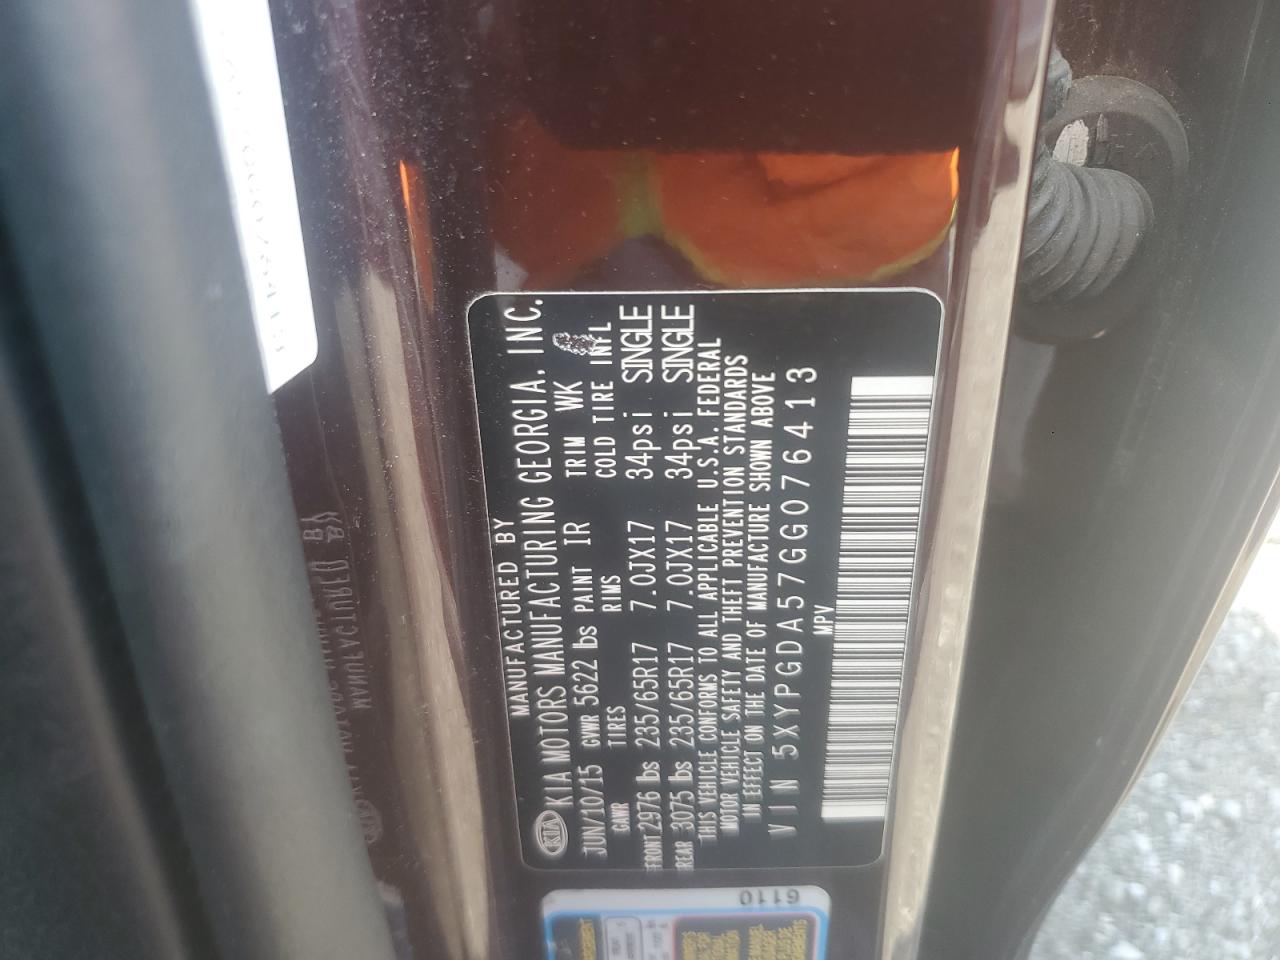 MANUFACTURED BY
KIA KIA MOTORS MANUFACTURING GEORGIA, INC.
JUN/10/15 GVWR 5622 lbs PAINT IR TRIM WK
GAWR TIRES RIMS COLD TIRE INFL
FRONT 2976 lbs 235/65R17 7.0JX17 34psi SINGLE
REAR 3075 lbs 235/65R17 7.0JX17 34psi SINGLE
THIS VEHICLE CONFORMS TO ALL APPLICABLE U.S.A. FEDERAL
MOTOR VEHICLE SAFETY AND THEFT PREVENTION STANDARDS
IN EFFECT ON THE DATE OF MANUFACTURE SHOWN ABOVE
VIN 5XYPGDA57GG076413
MPV
6110